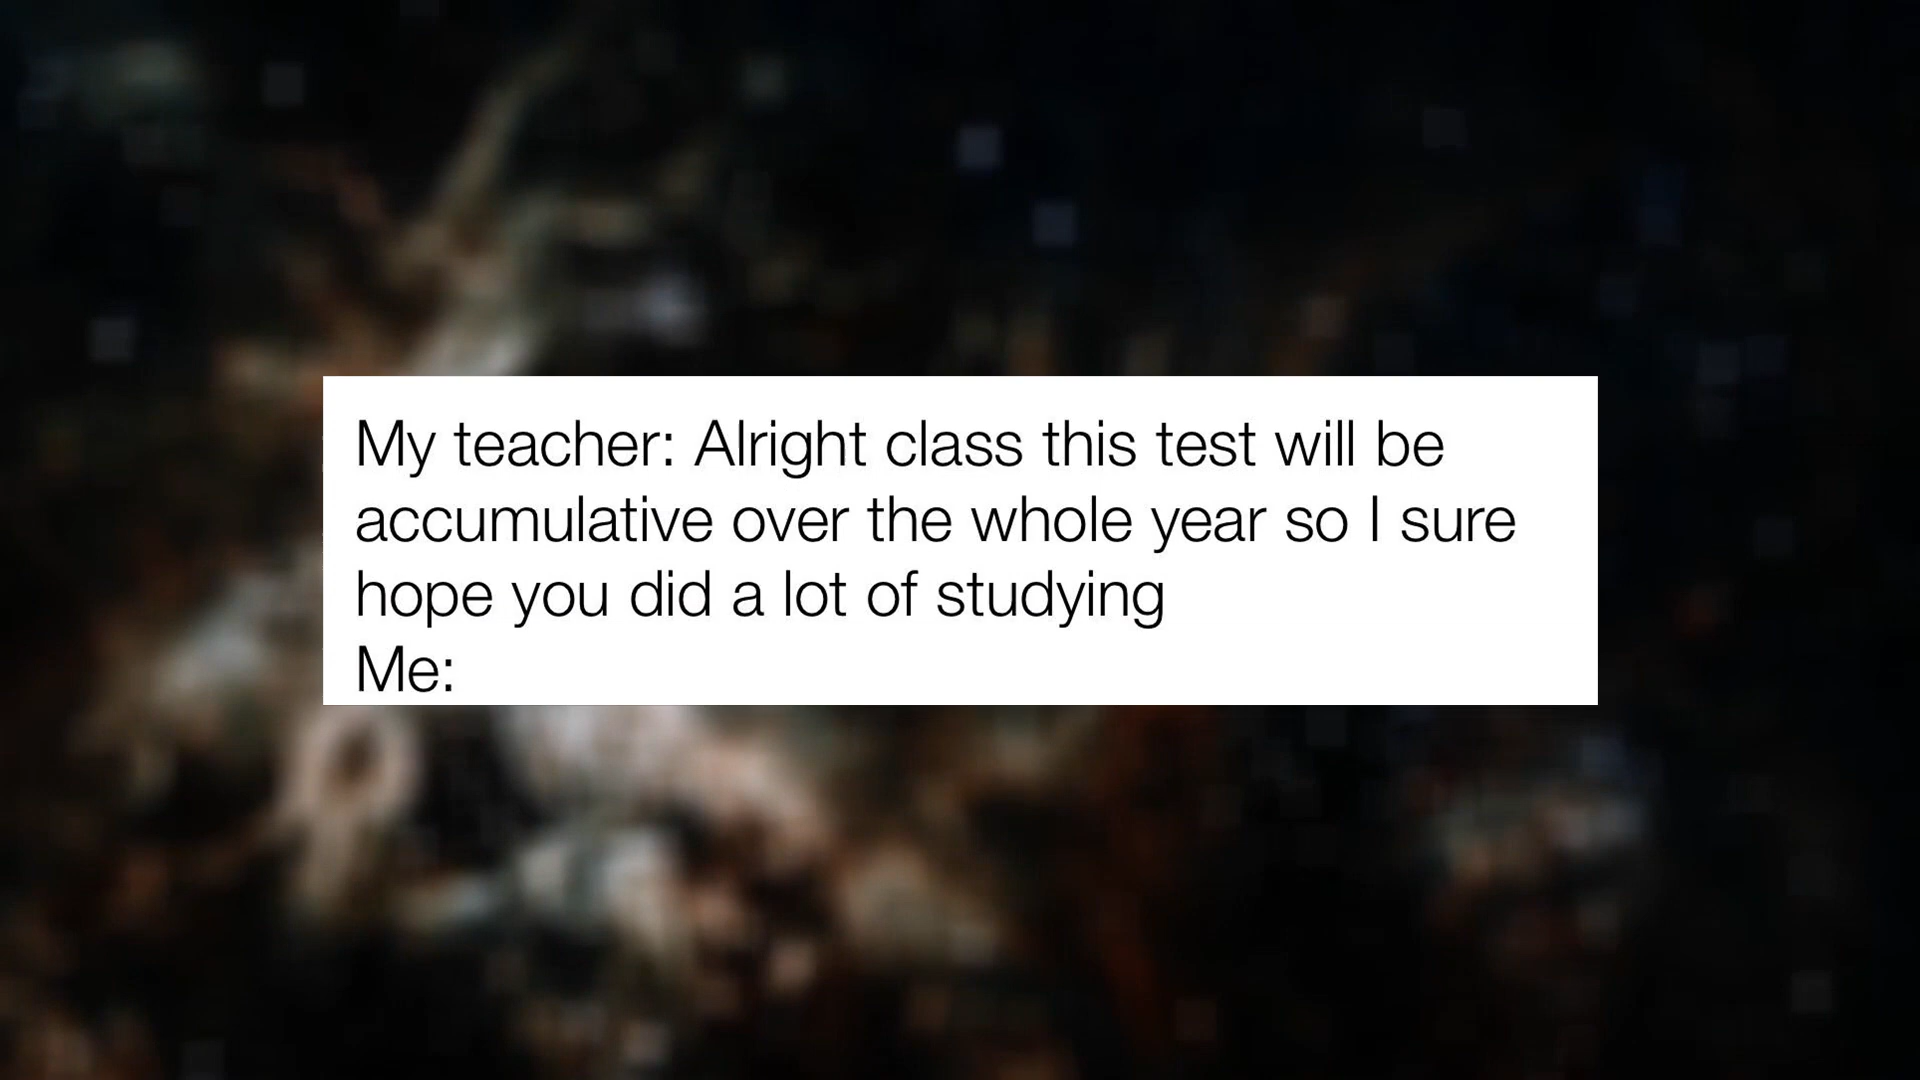 My teacher: Alright class this test will be
accumulative over the whole year so I sure
hope you did a lot of studying
Me: